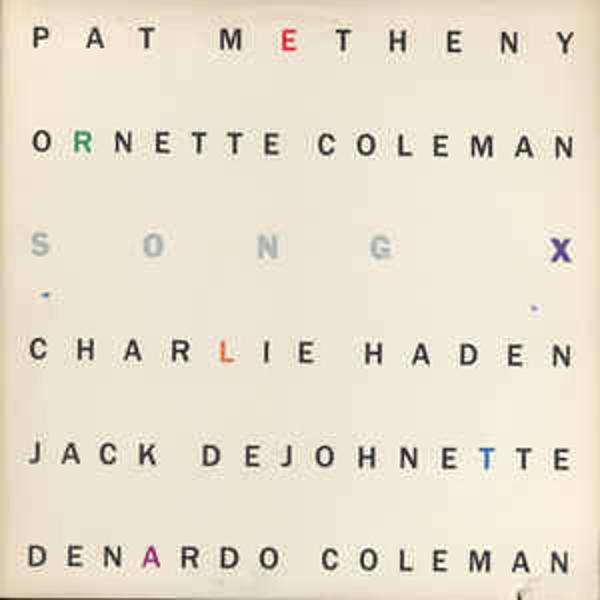 PAT METHENY
ORNETTE COLEMAN
SONG X
CHARLIE HADEN
JACK DEJOHNETTE
DENARDO COLEMAN